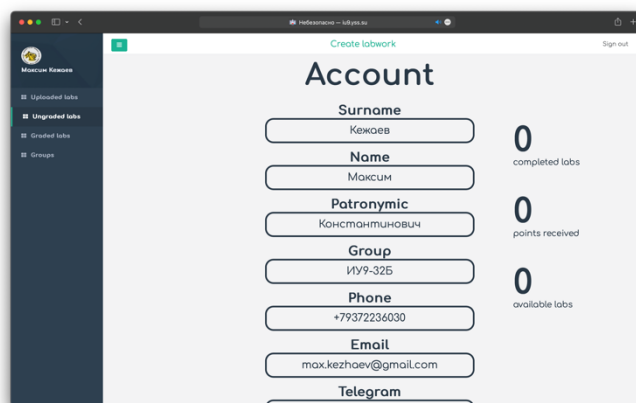 Небезопасно — iu9.yss.su
Create labwork
Sign out
Максим Кежаев
Uploaded labs
Ungraded labs
Graded labs
Groups
Account
Surname
Кежаев
Name
Максим
Patronymic
Константинович
Group
ИУ9-32Б
Phone
+79372236030
Email
max.kezhaev@gmail.com
Telegram
0
completed labs
0
points received
0
available labs